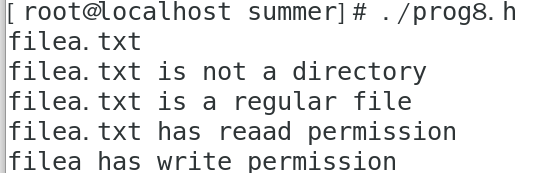 [root@localhost summer]# ./prog8.h
filea.txt
filea.txt is not a directory
filea.txt is a regular file
filea.txt has reaad permission
filea has write permission